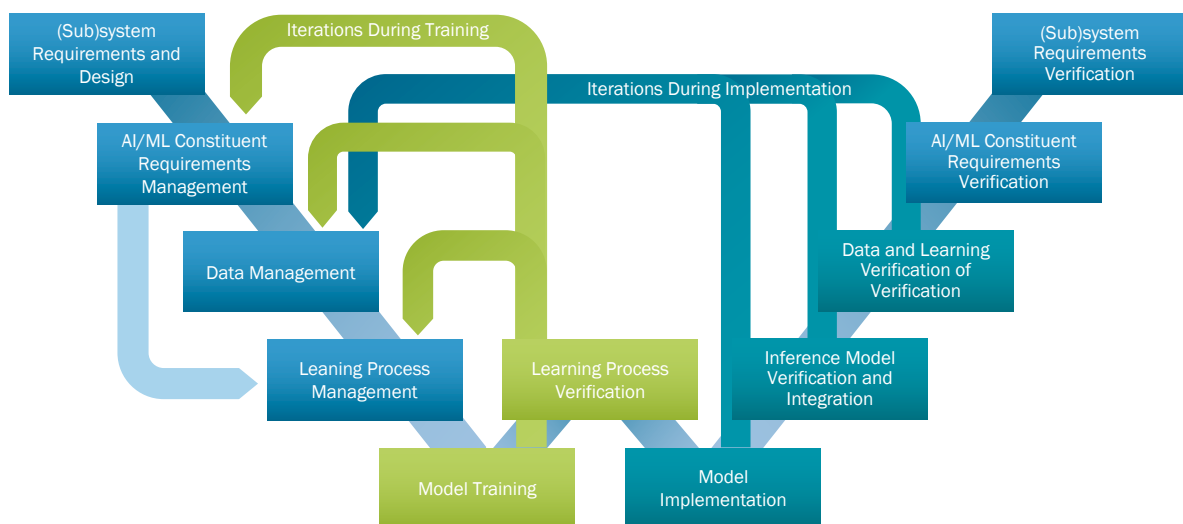 (Sub)system
Requirements and
Design
Iterions During Training
(Sub)system
Requirements
Verification
Iterions During Implementation
AI/ML Constituent
Requirements
Management
AI/ML Constituent
Requirements
Verification
Data Management
Data and Learning
Verification of
Verification
Leaning Process
Management
Learning Process
Verification
Inference Model
Verification and
Integration
Model Training
Model
Implementation